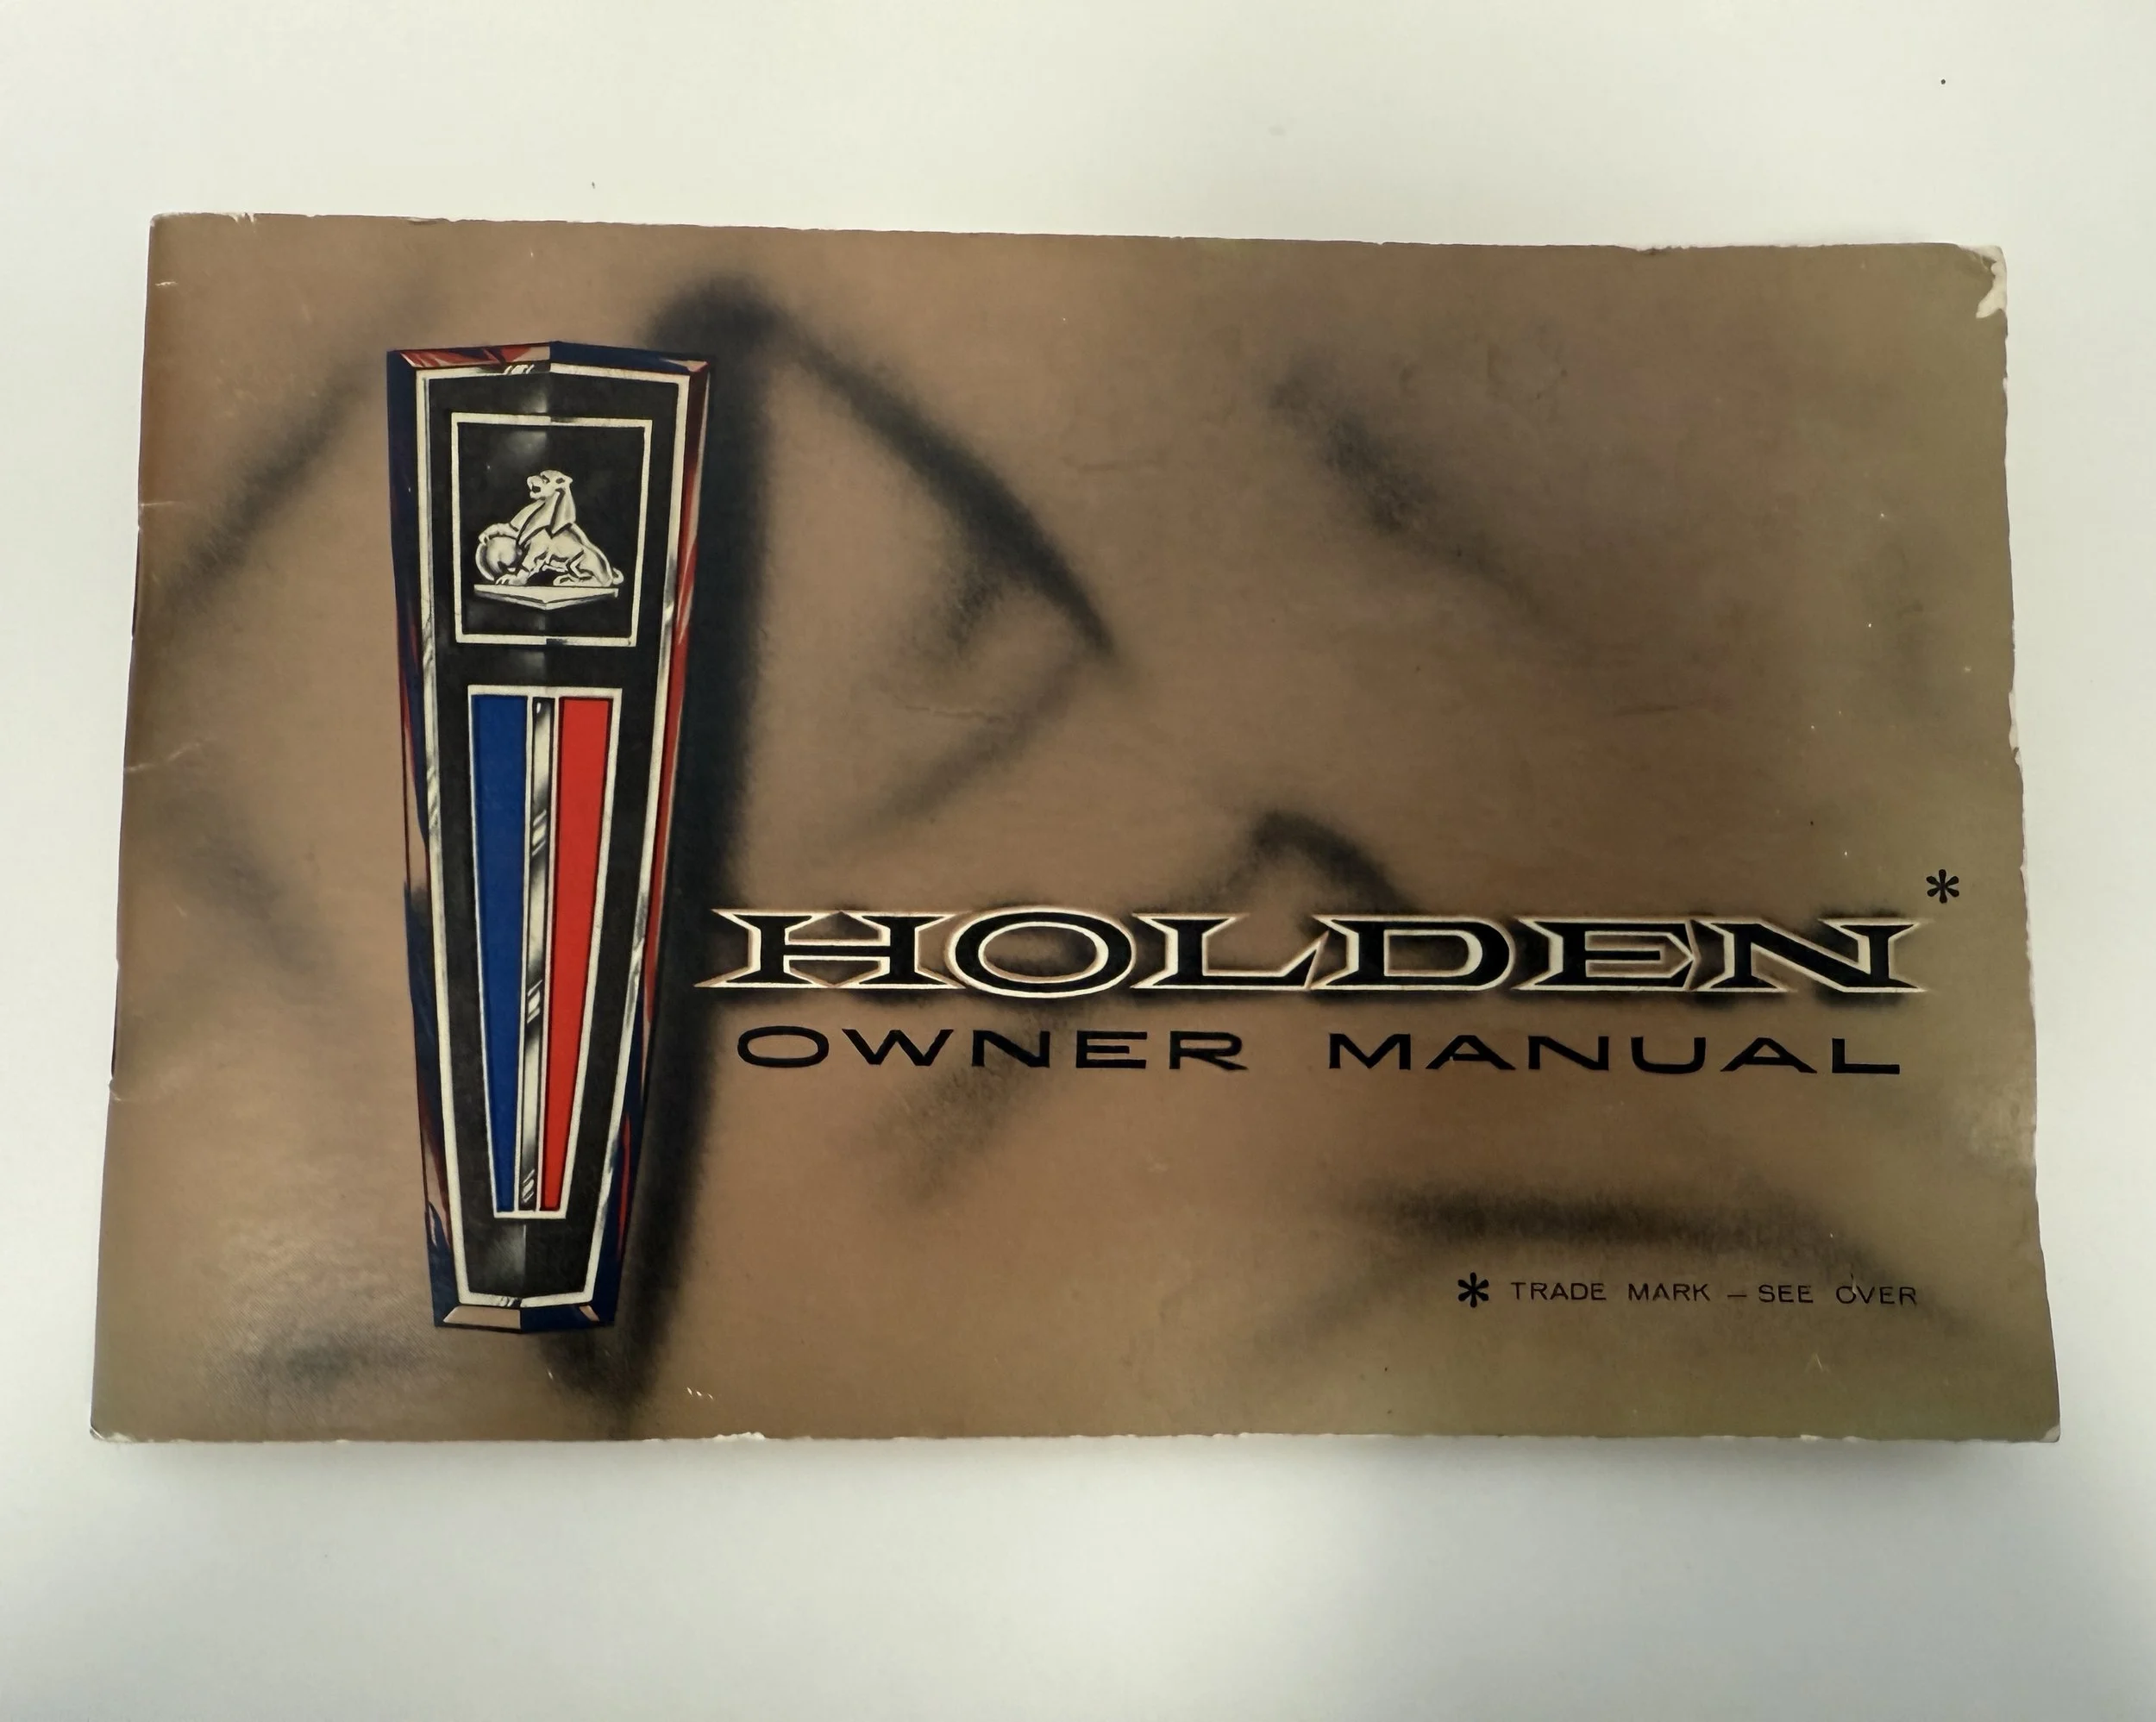 HOLDEN*
OWNER MANUAL
* TRADE MARK – SEE OVER